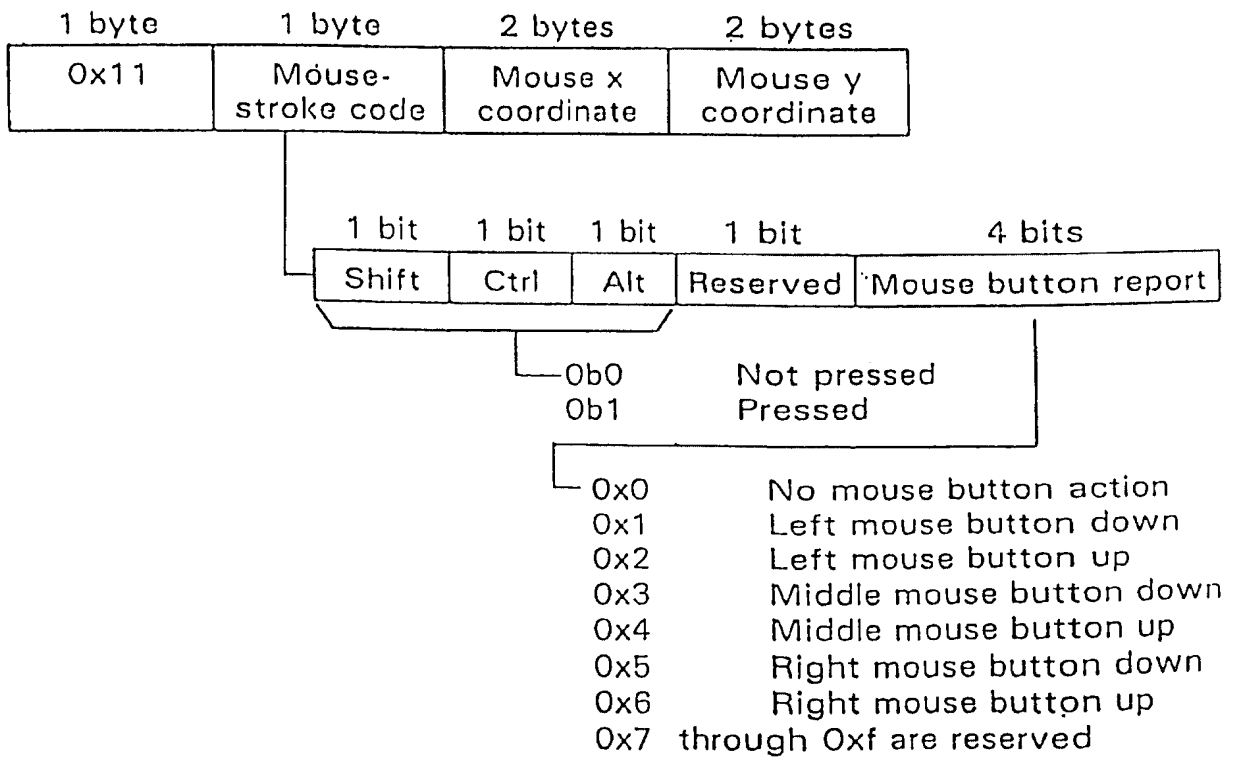 1 byte 1 byte 2 bytes 2 bytes
0x11 Mouse- Mouse x Mouse y
stroke code coordinate coordinate
1 bit 1 bit 1 bit 1 bit 4 bits
Shift Ctrl Alt Reserved Mouse button report
0b0 Not pressed
0b1 Pressed
0x0 No mouse button action
0x1 Left mouse button down
0x2 Left mouse button up
0x3 Middle mouse button down
0x4 Middle mouse button up
0x5 Right mouse button down
0x6 Right mouse button up
0x7 through 0xf are reserved